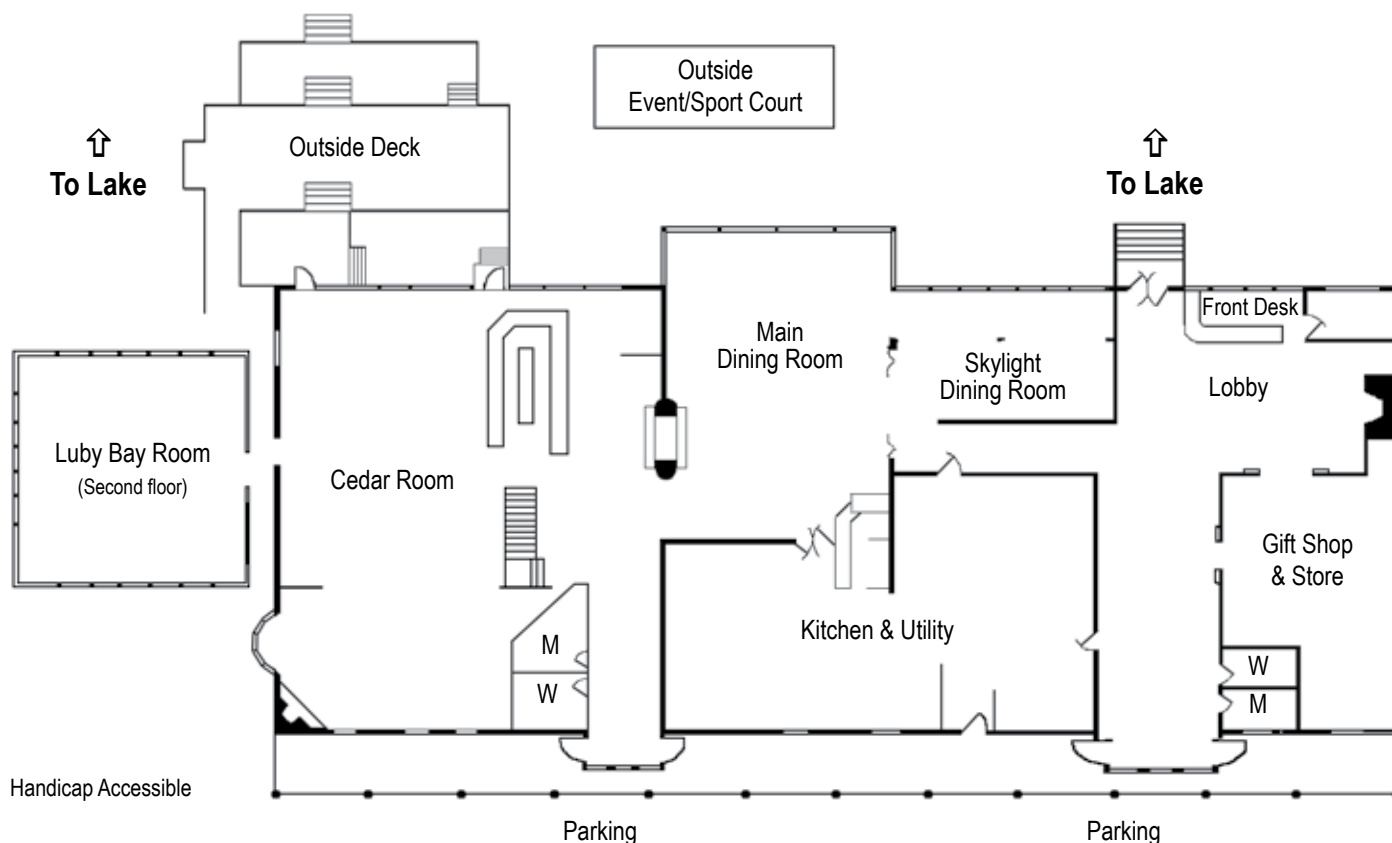 Outside
Event/Sport Court
To Lake
Outside Deck
To Lake
Front Desk
Main
Dining Room
Skylight
Dining Room
Lobby
Luby Bay Room
(Second floor)
Cedar Room
Gift Shop
& Store
Kitchen & Utility
M
W
W
M
Handicap Accessible
Parking
Parking